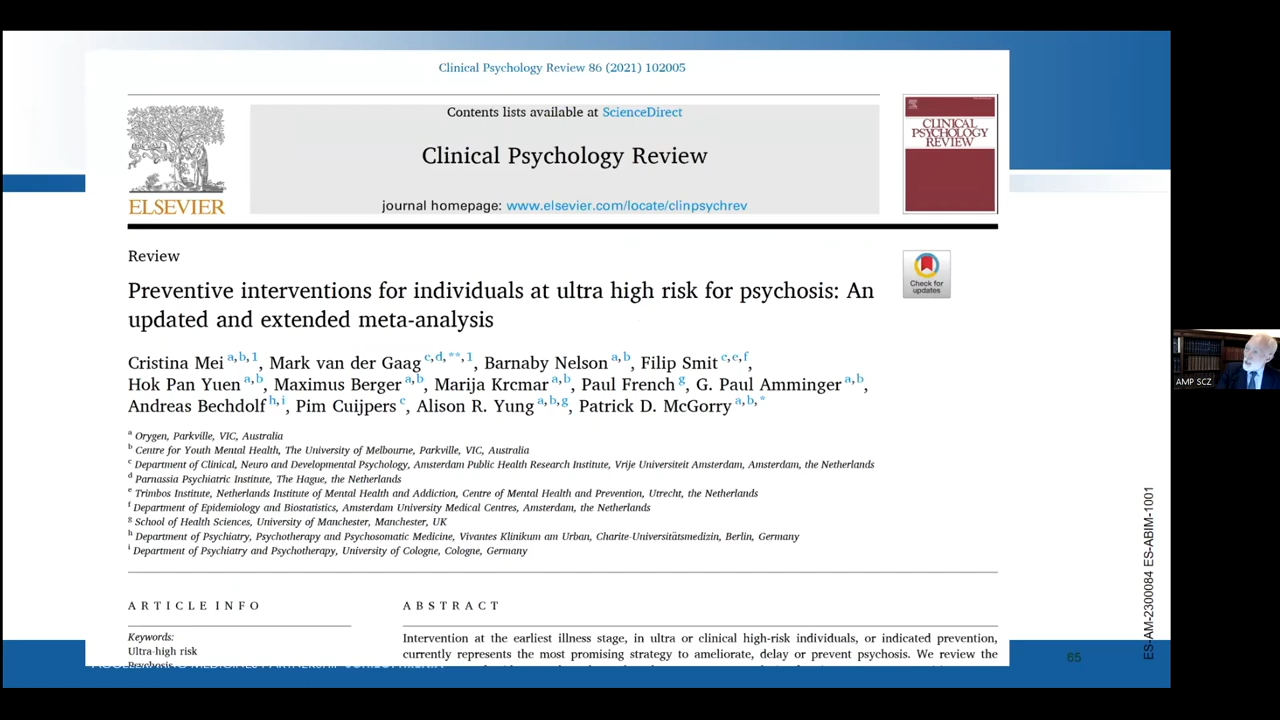 Clinical Psychology Review 86 (2021) 102005
Contents lists available at ScienceDirect
Clinical Psychology Review
journal homepage: www.elsevier.com/locate/clinpsychrev
ELSEVIER
CLINICAL
PSYCHOLOGY
REVIEW
Review
Check for
updates
Preventive interventions for individuals at ultra high risk for psychosis: An
updated and extended meta-analysis
Cristina Mei a,b,1, Mark van der Gaag c,d,**,1, Barnaby Nelson a,b, Filip Smit c,e,f,
Hok Pan Yuen a,b, Maximus Berger a,b, Marija Krcmar a,b, Paul French g, G. Paul Amminger a,b,
Andreas Bechdolf h,i, Pim Cuijpers c, Alison R. Yung a,b,g, Patrick D. McGorry a,b,*
a Orygen, Parkville, VIC, Australia
b Centre for Youth Mental Health, The University of Melbourne, Parkville, VIC, Australia
c Department of Clinical, Neuro and Developmental Psychology, Amsterdam Public Health Research Institute, Vrije Universiteit Amsterdam, Amsterdam, the Netherlands
d Parnassia Psychiatric Institute, The Hague, the Netherlands
e Trimbos Institute, Netherlands Institute of Mental Health and Addiction, Centre of Mental Health and Prevention, Utrecht, the Netherlands
f Department of Epidemiology and Biostatistics, Amsterdam University Medical Centres, Amsterdam, the Netherlands
g School of Health Sciences, University of Manchester, Manchester, UK
h Department of Psychiatry, Psychotherapy and Psychosomatic Medicine, Vivantes Klinikum am Urban, Charite-Universitätsmedizin, Berlin, Germany
i Department of Psychiatry and Psychotherapy, University of Cologne, Cologne, Germany
ARTICLE INFO
Keywords:
Ultra-high risk
Psychosis
ABSTRACT
Intervention at the earliest illness stage, in ultra or clinical high-risk individuals, or indicated prevention,
currently represents the most promising strategy to ameliorate, delay or prevent psychosis. We review the
65
ES-AM-2300084 ES-ABIM-1001
AMP SCZ